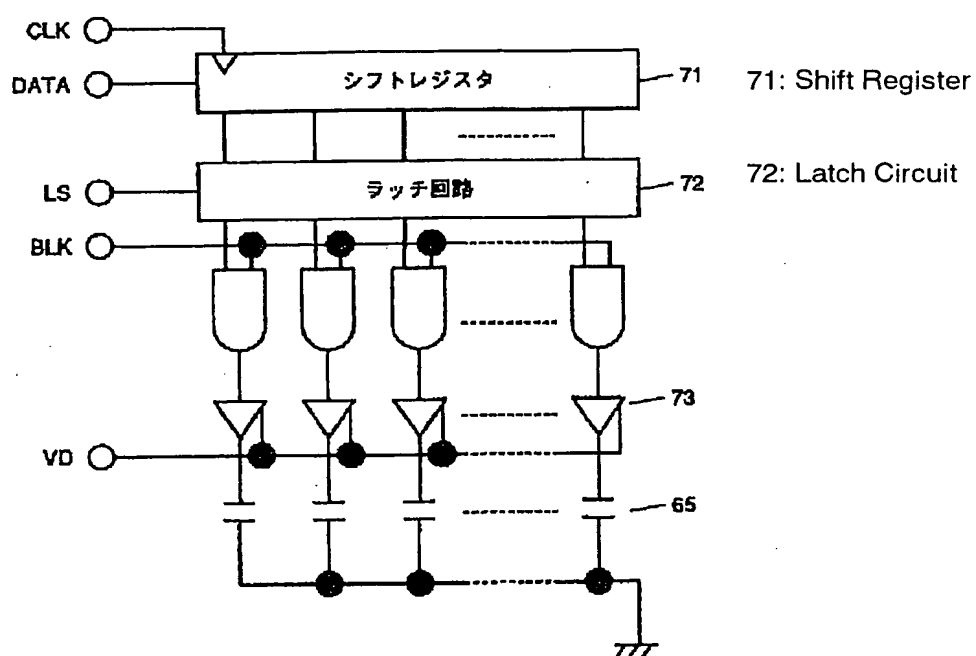 CLK
DATA
シフトレジスタ
71
71: Shift Register
LS
ラッチ回路
72
72: Latch Circuit
BLK
73
VD
65